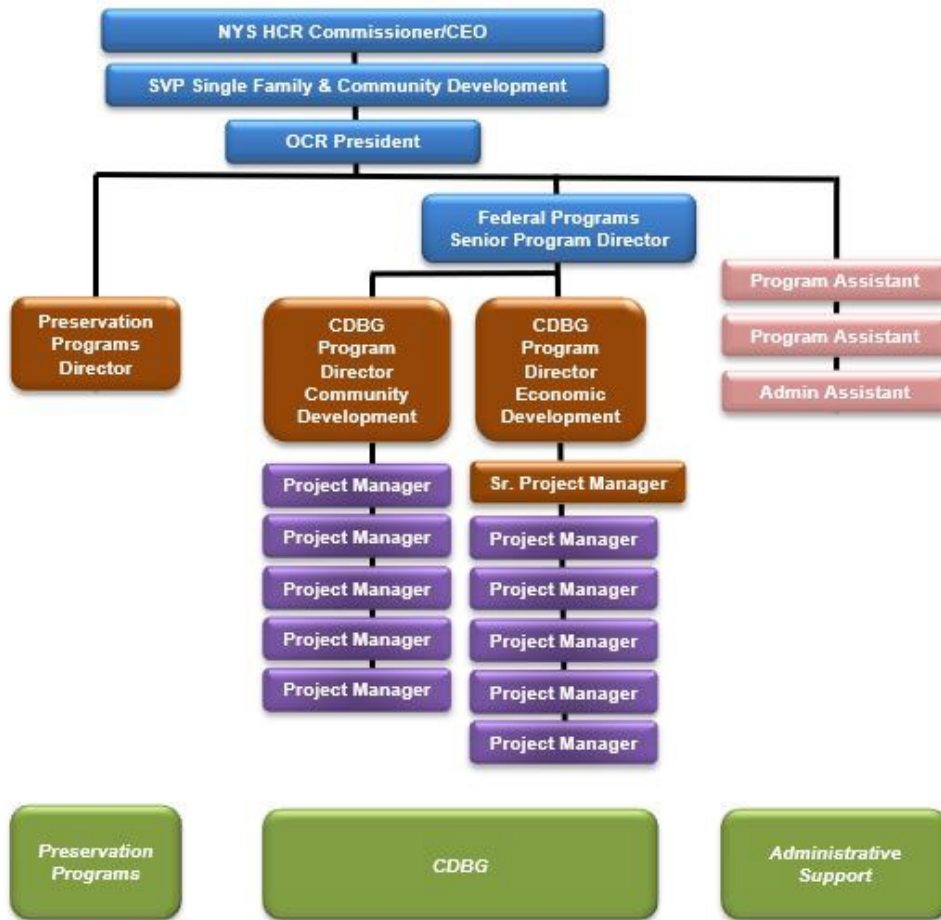 NYS HCR Commissioner/CEO
SVP Single Family & Community Development
OCR President
Federal Programs
Senior Program Director
Preservation
Programs
Director
CDBG
Program
Director
Community
Development
CDBG
Program
Director
Economic
Development
Program Assistant
Program Assistant
Admin Assistant
Project Manager
Project Manager
Project Manager
Project Manager
Project Manager
Sr. Project Manager
Project Manager
Project Manager
Project Manager
Project Manager
Project Manager
Preservation
Programs
CDBG
Administrative
Support